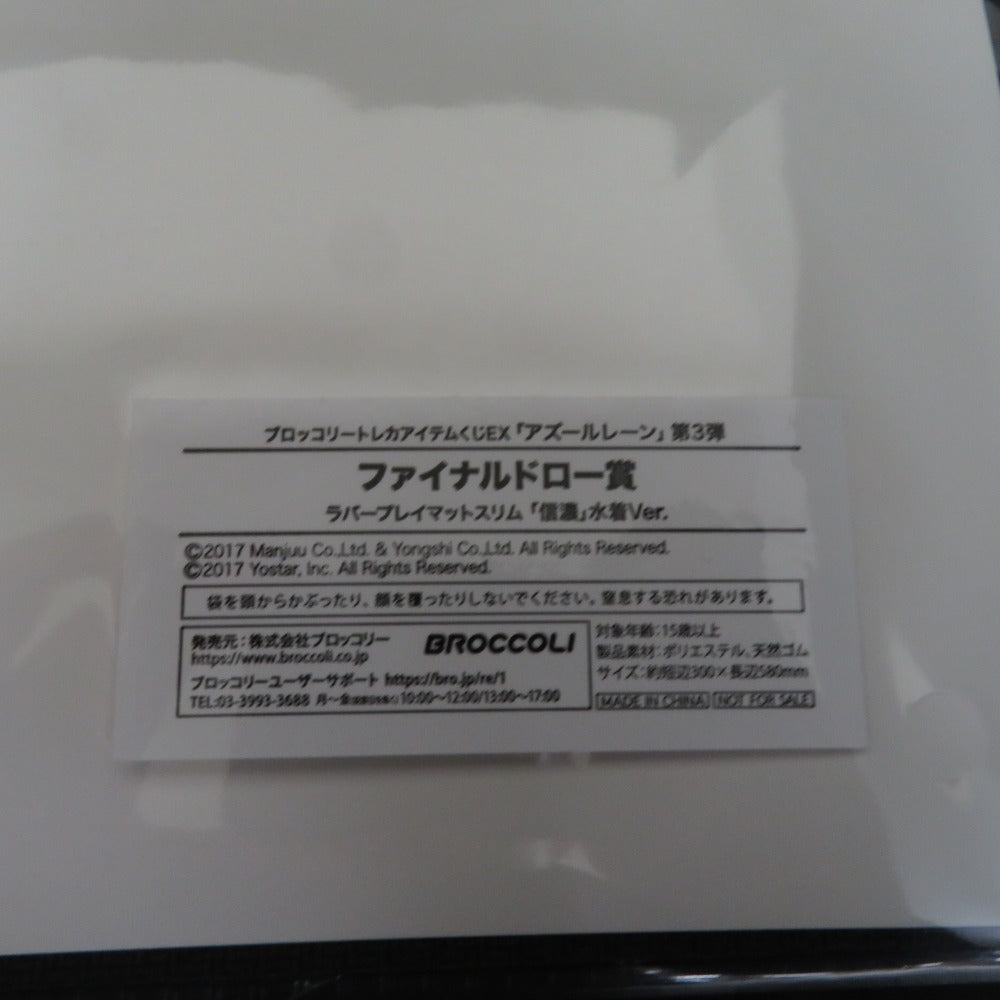 ブロッコリートレカアイテムくじEX「アズールレーン」第3弾
ファイナルドロー賞
ラバープレイマットスリム「信濃」水着Ver.
©2017 Manjuu Co.,Ltd. & Yongshi Co.,Ltd. All Rights Reserved.
©2017 Yostar, Inc. All Rights Reserved.
袋を頭からかぶったり、顔を覆ったりしないでください。窒息する恐れがあります。
発売元：株式会社ブロッコリー
BROCCOLI
https://www.broccoli.co.jp
ブロッコリーユーザーサポート https://bro.jp/re/1
TEL:03-3993-3688 月〜金 10:00〜12:00/13:00〜17:00
対象年齢：15歳以上
製品素材：ポリエステル、天然ゴム
サイズ：約短辺300×長辺580mm
MADE IN CHINA NOT FOR SALE